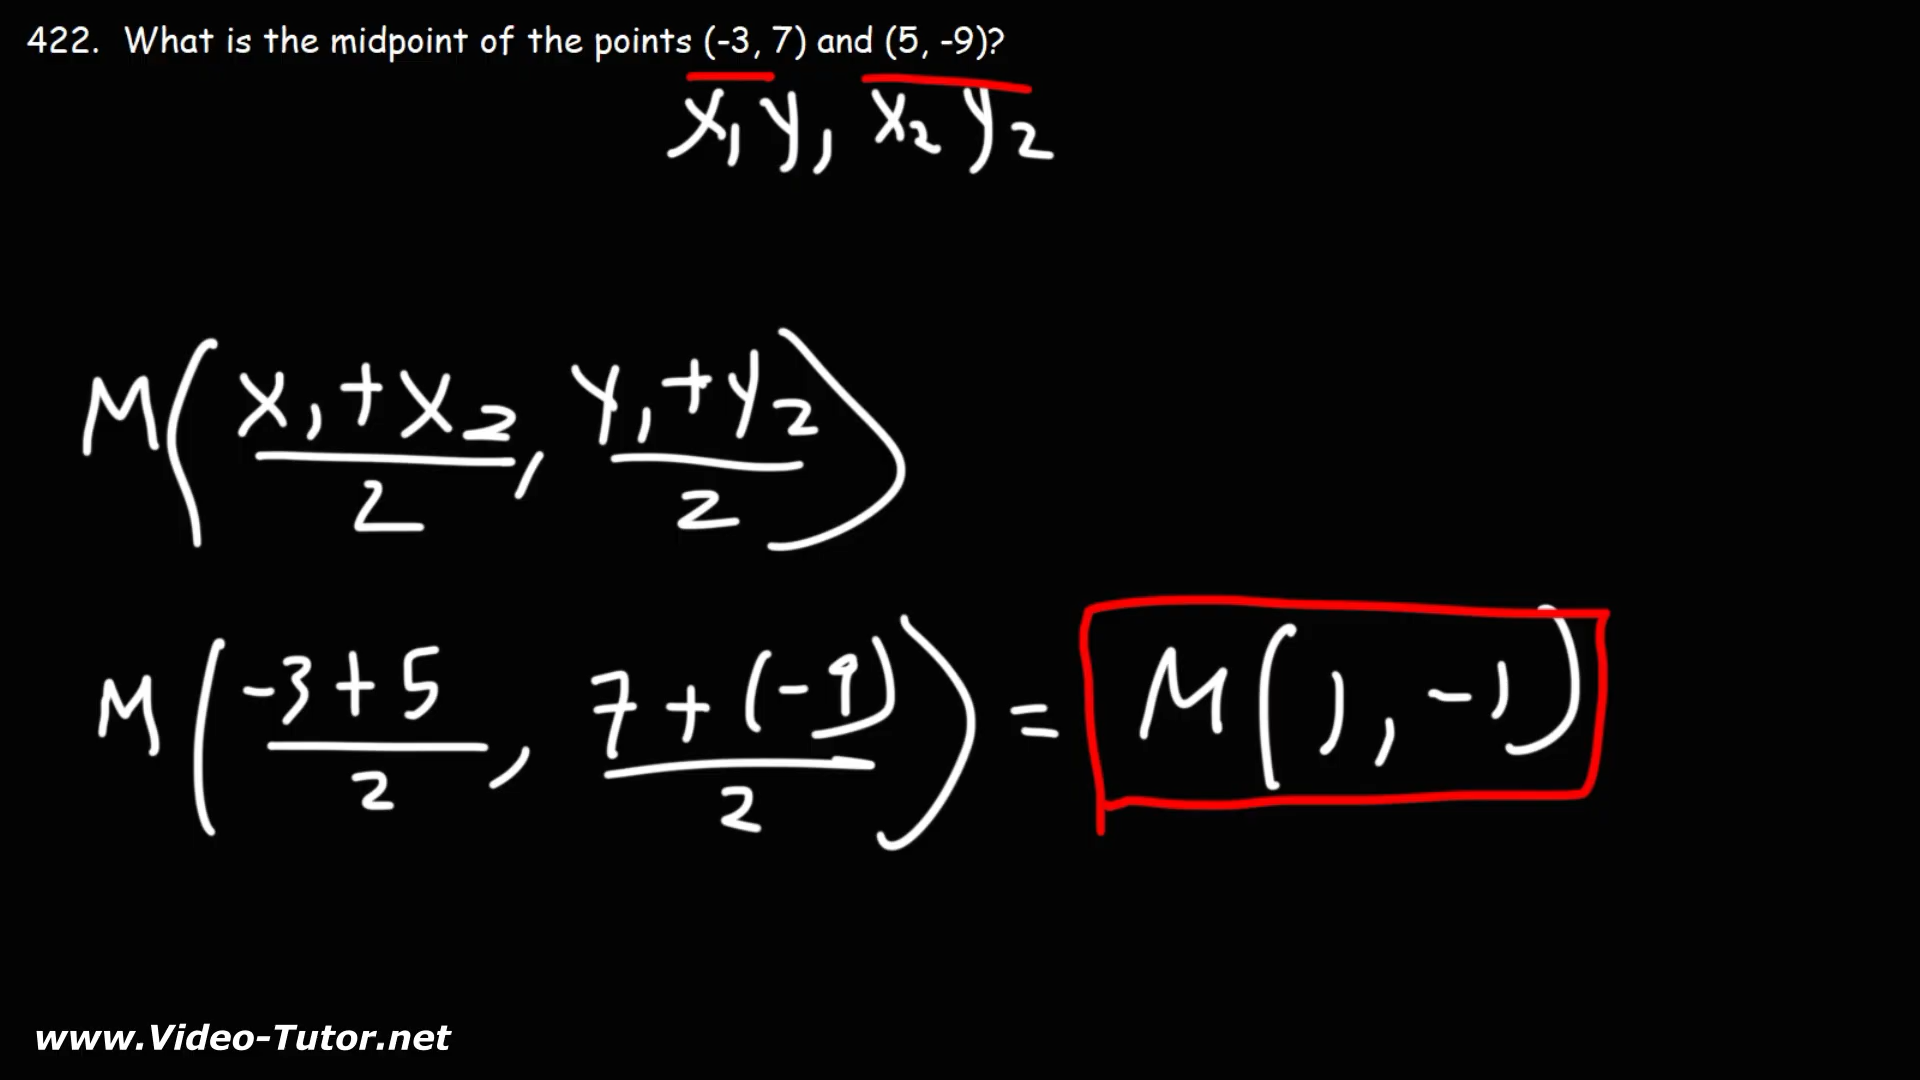 422. What is the midpoint of the points (-3, 7) and (5, -9)?
x₁ y₁ x₂ y₂
M( (x₁+x₂)/2, (y₁+y₂)/2 )
M( (-3+5)/2, (7+(-9))/2 ) = M(1, -1)
www.Video-Tutor.net